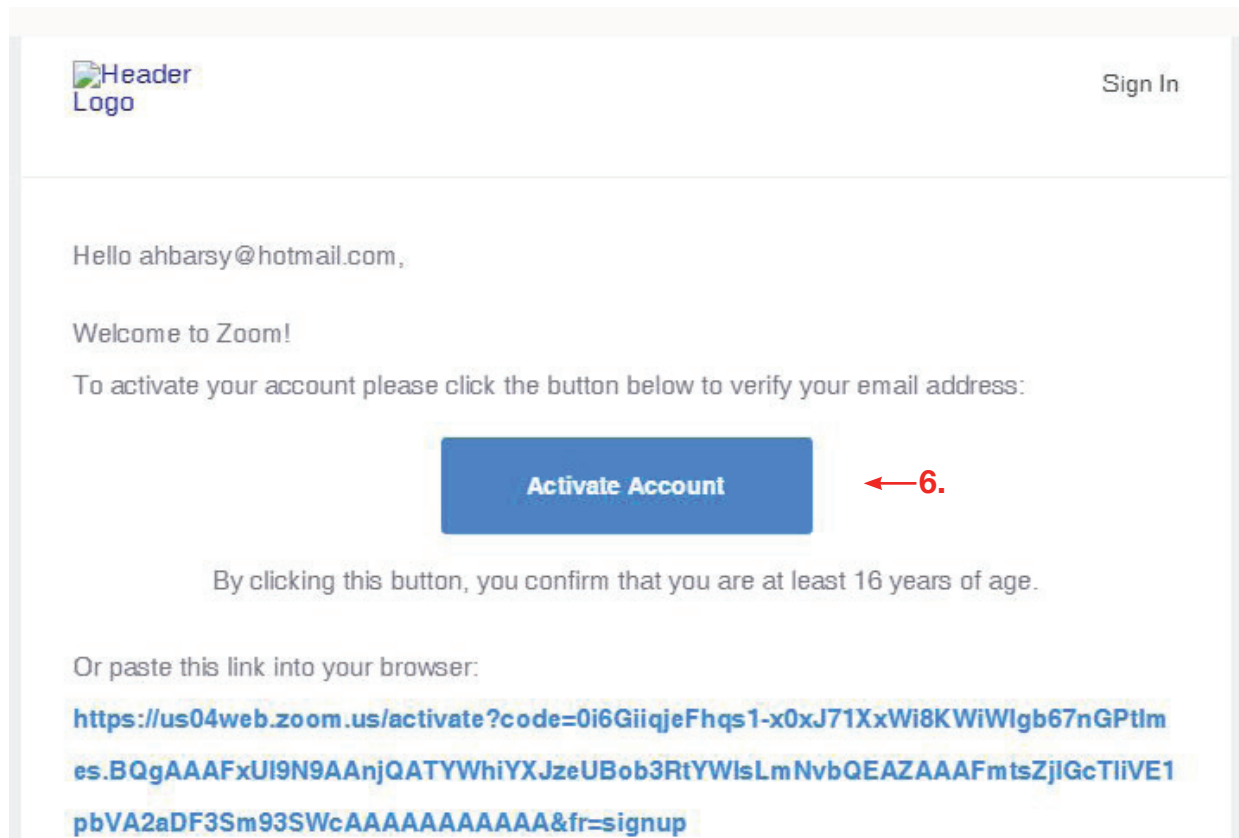 Header
Logo
Sign In
Hello ahbarsy@hotmail.com,
Welcome to Zoom!
To activate your account please click the button below to verify your email address:
Activate Account
6.
By clicking this button, you confirm that you are at least 16 years of age.
Or paste this link into your browser:
https://us04web.zoom.us/activate?code=0i6GiiqjeFhqs1-x0xJ71XxWi8KWiWIgb67nGPtIm
es.BQgAAAFxUI9N9AAnjQATYWhiYXJzeUBob3RtYWlsLmNvbQEAZAAAFmtsZjlGcTliVE1
pbVA2aDF3Sm93SWcAAAAAAAAAAA&fr=signup